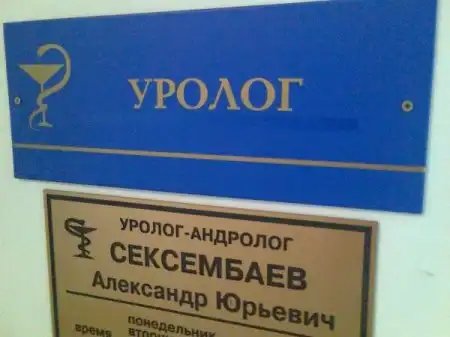 УРОЛОГ
УРОЛОГ-АНДРОЛОГ
СЕКСЕМБАЕВ
Александр Юрьевич
понедельник
время